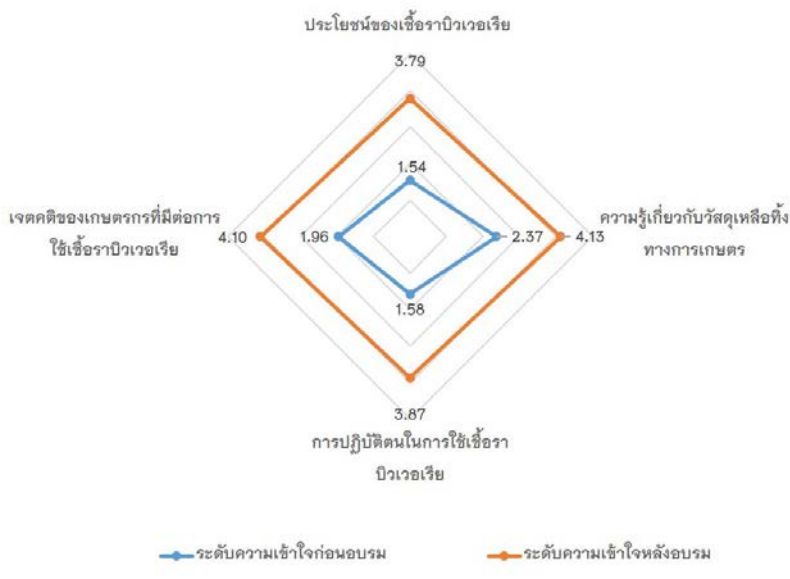 ประโยชน์ของเชื้อราบิวเวอเรีย
3.79
1.54
เจตคติของเกษตรกรที่มีต่อการ
ใช้เชื้อราบิวเวอเรีย
4.10
1.96
2.37
4.13
ความรู้เกี่ยวกับวัสดุเหลือทิ้ง
ทางการเกษตร
1.58
3.87
การปฏิบัติตนในการใช้เชื้อรา
บิวเวอเรีย
ระดับความเข้าใจก่อนอบรม
ระดับความเข้าใจหลังอบรม